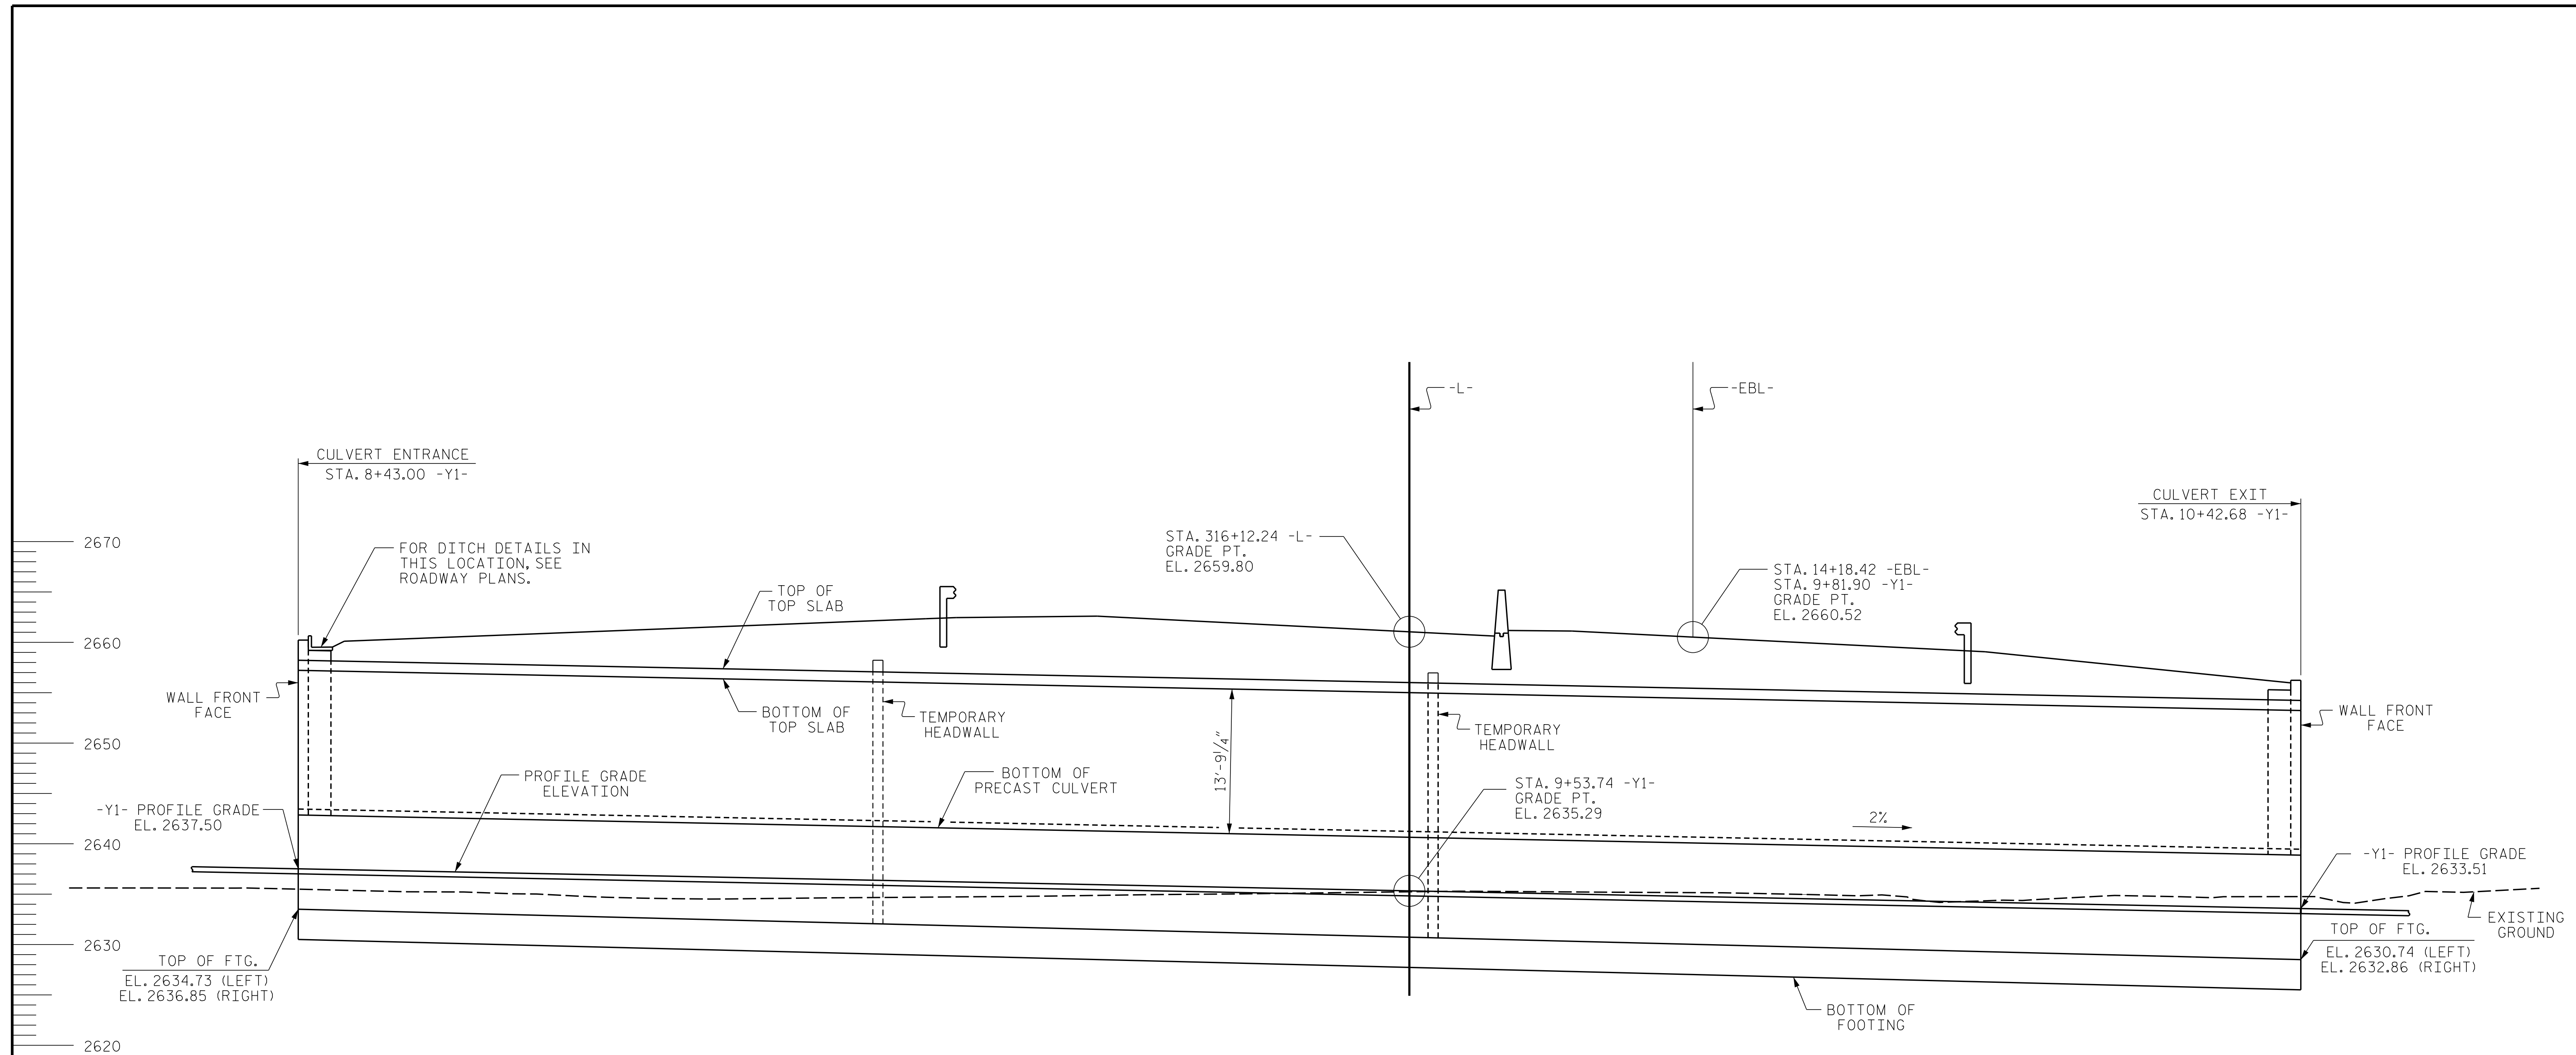 -L-
-EBL-
CULVERT ENTRANCE
STA. 8+43.00 -Y1-
CULVERT EXIT
STA. 10+42.68 -Y1-
2670
2660
2650
2640
2630
2620
FOR DITCH DETAILS IN
THIS LOCATION, SEE
ROADWAY PLANS.
TOP OF
TOP SLAB
STA. 316+12.24 -L-
GRADE PT.
EL. 2659.80
STA. 14+18.42 -EBL-
STA. 9+81.90 -Y1-
GRADE PT.
EL. 2660.52
WALL FRONT
FACE
BOTTOM OF
TOP SLAB
TEMPORARY
HEADWALL
13'-9 1/4"
TEMPORARY
HEADWALL
WALL FRONT
FACE
PROFILE GRADE
ELEVATION
BOTTOM OF
PRECAST CULVERT
STA. 9+53.74 -Y1-
GRADE PT.
EL. 2635.29
2%
-Y1- PROFILE GRADE
EL. 2637.50
-Y1- PROFILE GRADE
EL. 2633.51
EXISTING
GROUND
TOP OF FTG.
EL. 2634.73 (LEFT)
EL. 2636.85 (RIGHT)
TOP OF FTG.
EL. 2630.74 (LEFT)
EL. 2632.86 (RIGHT)
BOTTOM OF
FOOTING